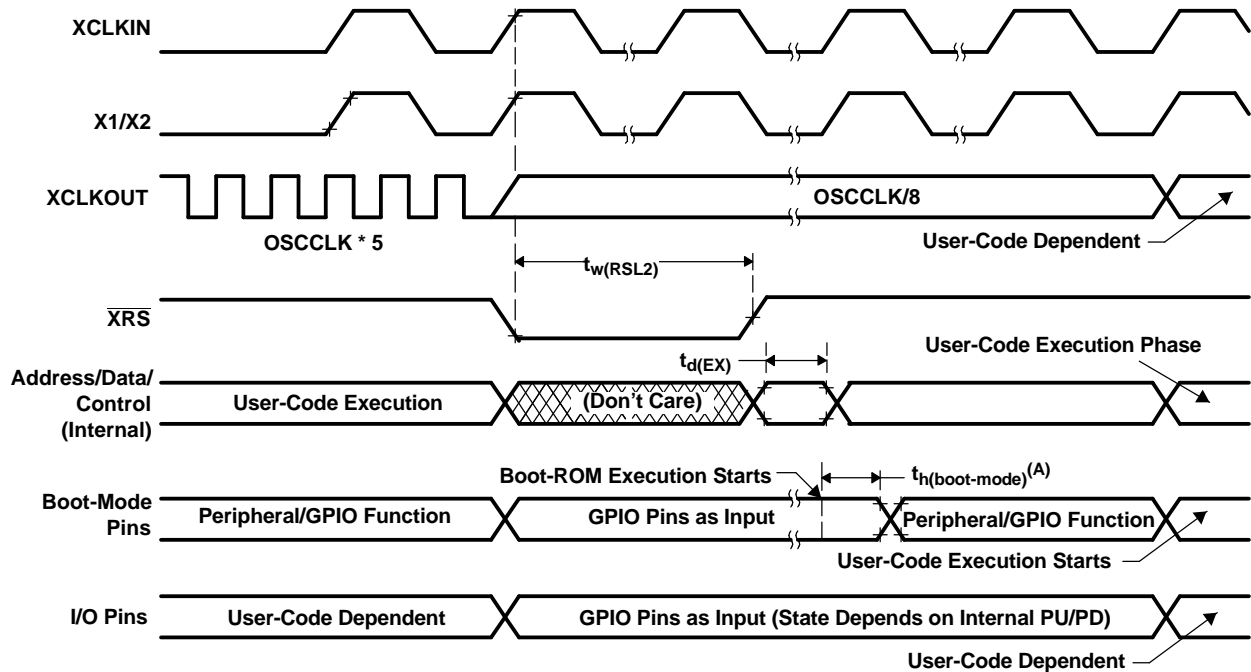 XCLKIN
X1/X2
XCLKOUT
OSCCLK/8
OSCCLK * 5
User-Code Dependent
tw(RSL2)
XRS
User-Code Execution Phase
td(EX)
Address/Data/
Control
(Internal)
User-Code Execution
(Don't Care)
Boot-ROM Execution Starts
th(boot-mode)(A)
Boot-Mode
Pins
Peripheral/GPIO Function
GPIO Pins as Input
Peripheral/GPIO Function
User-Code Execution Starts
I/O Pins
User-Code Dependent
GPIO Pins as Input (State Depends on Internal PU/PD)
User-Code Dependent